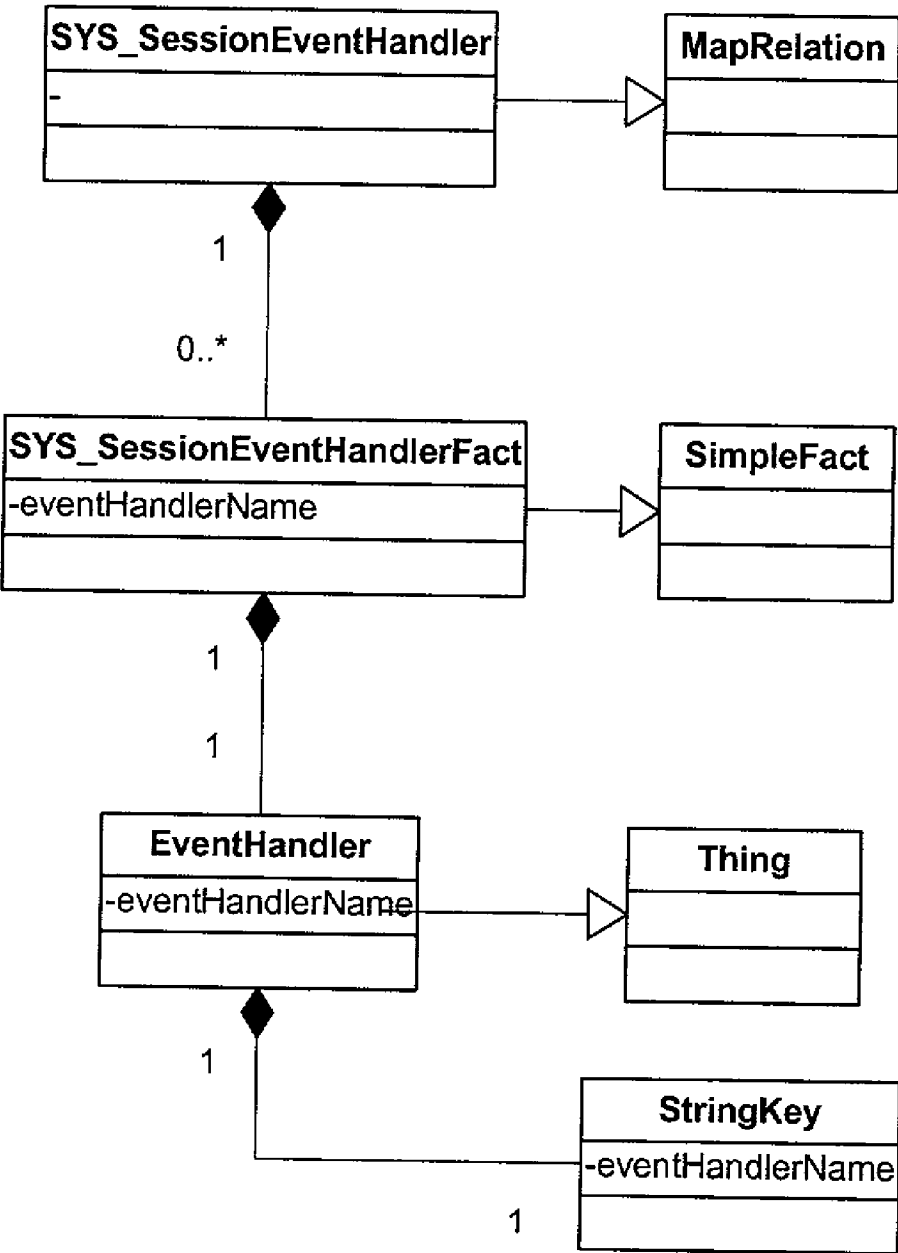 SYS_SessionEventHandler
-
MapRelation
1
0..*
SYS_SessionEventHandlerFact
-eventHandlerName
SimpleFact
1
1
EventHandler
-eventHandlerName
Thing
1
StringKey
-eventHandlerName
1